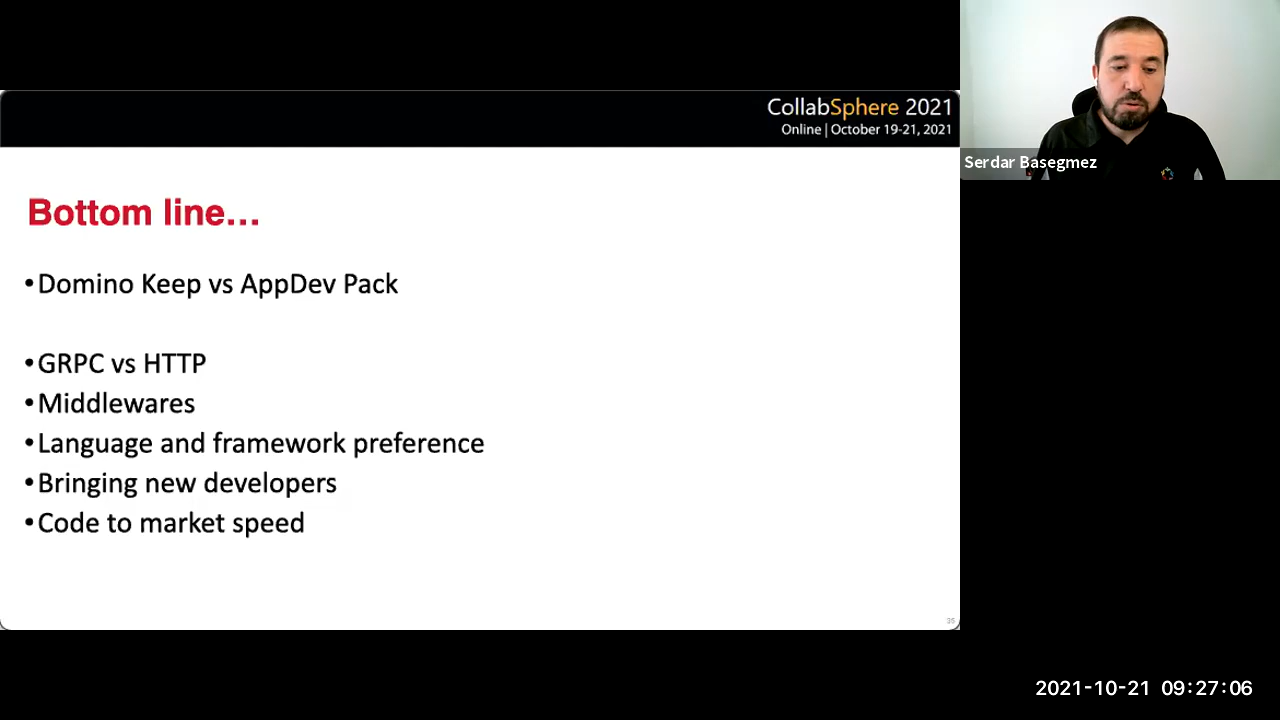 CollabSphere 2021
Online | October 19-21, 2021
Serdar Basegmez
Bottom line...
•Domino Keep vs AppDev Pack
•GRPC vs HTTP
•Middlewares
•Language and framework preference
•Bringing new developers
•Code to market speed
2021-10-21 09:27:06